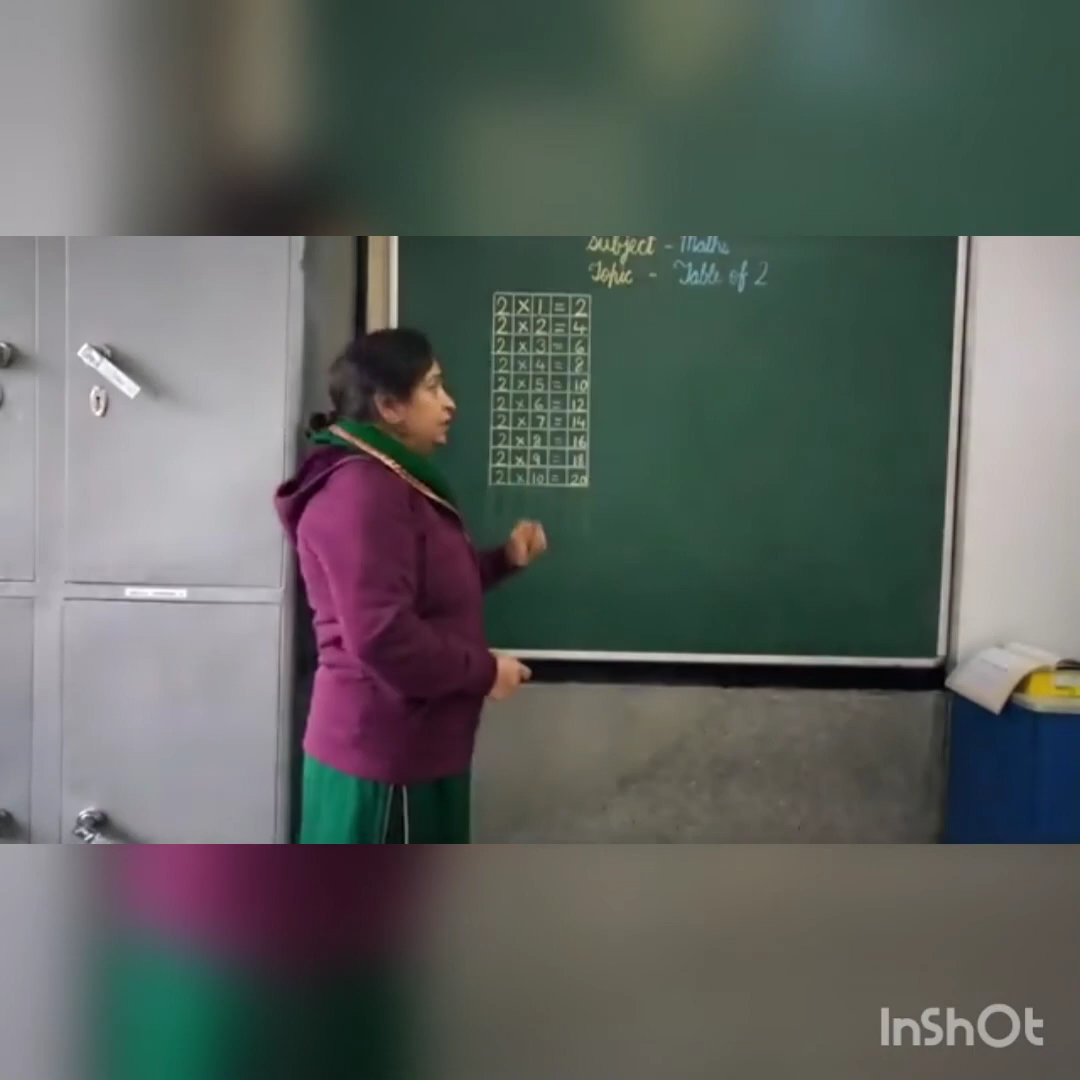 Subject - Maths
Topic - Table of 2
2 × 1 = 2
2 × 2 = 4
2 × 3 = 6
2 × 4 = 8
2 × 5 = 10
2 × 6 = 12
2 × 7 = 14
2 × 8 = 16
2 × 9 = 18
2 × 10 = 20
InShOt